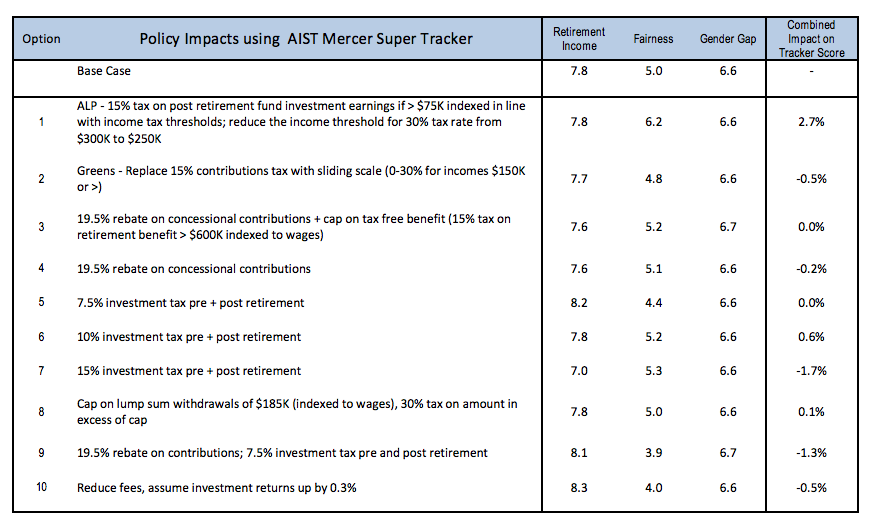 Option Policy Impacts using AIST Mercer Super Tracker Retirement Income Fairness Gender Gap Combined Impact on Tracker Score
Base Case 7.8 5.0 6.6 -
1 ALP - 15% tax on post retirement fund investment earnings if > $75K indexed in line
with income tax thresholds; reduce the income threshold for 30% tax rate from
$300K to $250K 7.8 6.2 6.6 2.7%
2 Greens - Replace 15% contributions tax with sliding scale (0-30% for incomes $150K
or >) 7.7 4.8 6.6 -0.5%
3 19.5% rebate on concessional contributions + cap on tax free benefit (15% tax on
retirement benefit > $600K indexed to wages) 7.6 5.2 6.7 0.0%
4 19.5% rebate on concessional contributions 7.6 5.1 6.6 -0.2%
5 7.5% investment tax pre + post retirement 8.2 4.4 6.6 0.0%
6 10% investment tax pre + post retirement 7.8 5.2 6.6 0.6%
7 15% investment tax pre + post retirement 7.0 5.3 6.6 -1.7%
8 Cap on lump sum withdrawals of $185K (indexed to wages), 30% tax on amount in
excess of cap 7.8 5.0 6.6 0.1%
9 19.5% rebate on contributions; 7.5% investment tax pre and post retirement 8.1 3.9 6.7 -1.3%
10 Reduce fees, assume investment returns up by 0.3% 8.3 4.0 6.6 -0.5%